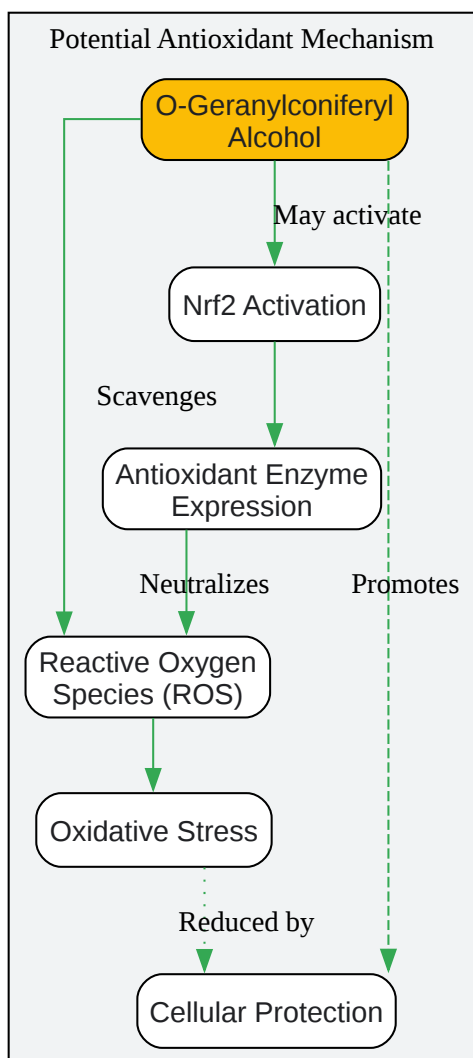 Potential Antioxidant Mechanism
O-Geranylconiferyl
Alcohol
May activate
Nrf2 Activation
Scavenges
Antioxidant Enzyme
Expression
Neutralizes
Promotes
Reactive Oxygen
Species (ROS)
Oxidative Stress
Reduced by
Cellular Protection